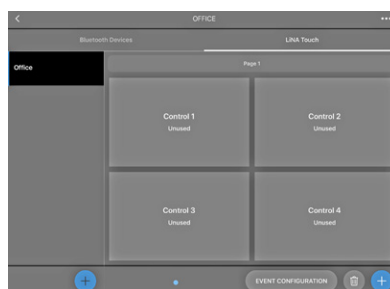 OFFICE
Bluetooth Devices
LiNA Touch
Office
Page 1
Control 1
Unused
Control 2
Unused
Control 3
Unused
Control 4
Unused
EVENT CONFIGURATION